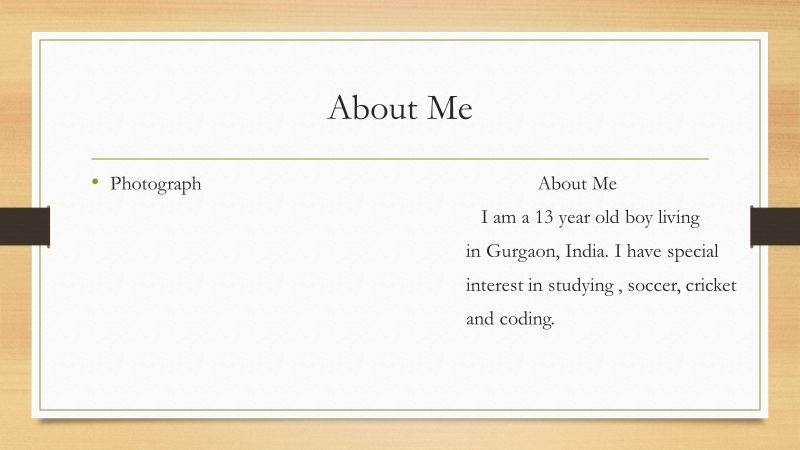 About Me
• Photograph
About Me
I am a 13 year old boy living
in Gurgaon, India. I have special
interest in studying , soccer, cricket
and coding.